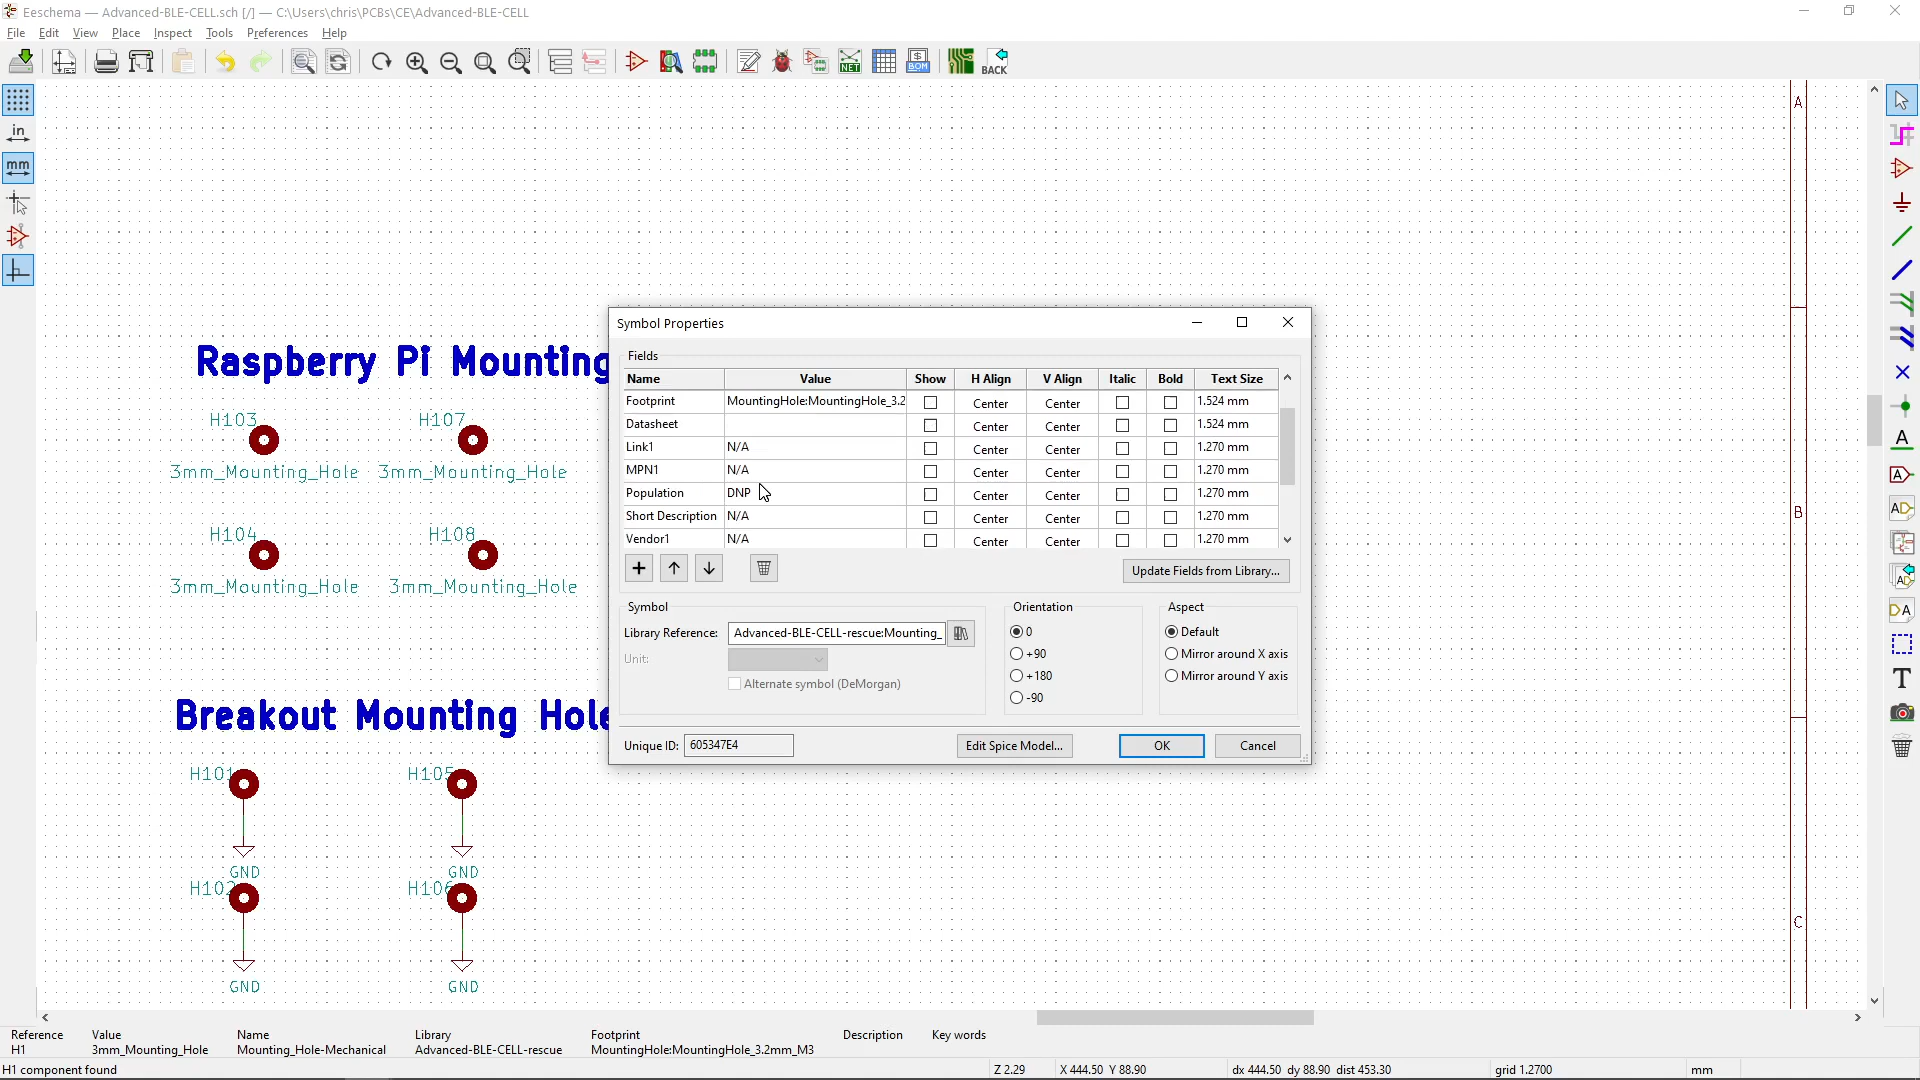 Eeschema — Advanced-BLE-CELL.sch [/] — C:\Users\chris\PCBs\CE\Advanced-BLE-CELL
File Edit View Place Inspect Tools Preferences Help
NET
BOM
BACK
in
mm
A
B
C
A
A
A
A
A
T
Raspberry Pi Mounting
H103
H107
3mm_Mounting_Hole 3mm_Mounting_Hole
H104
H108
3mm_Mounting_Hole 3mm_Mounting_Hole
Breakout Mounting Hole
H101
H105
GND
GND
H102
H106
GND
GND
Symbol Properties
Fields
Name Value Show H Align V Align Italic Bold Text Size
Footprint MountingHole:MountingHole_3.2 Center Center 1.524 mm
Datasheet Center Center 1.524 mm
Link1 N/A Center Center 1.270 mm
MPN1 N/A Center Center 1.270 mm
Population DNP Center Center 1.270 mm
Short Description N/A Center Center 1.270 mm
Vendor1 N/A Center Center 1.270 mm
Update Fields from Library...
Symbol Orientation Aspect
Library Reference: Advanced-BLE-CELL-rescue:Mounting_ 0 Default
Unit: +90 Mirror around X axis
Alternate symbol (DeMorgan) +180 Mirror around Y axis
-90
Unique ID: 605347E4 Edit Spice Model... OK Cancel
Reference Value Name Library Footprint Description Key words
H1 3mm_Mounting_Hole Mounting_Hole-Mechanical Advanced-BLE-CELL-rescue MountingHole:MountingHole_3.2mm_M3
H1 component found Z 2.29 X 444.50 Y 88.90 dx 444.50 dy 88.90 dist 453.30 grid 1.2700 mm